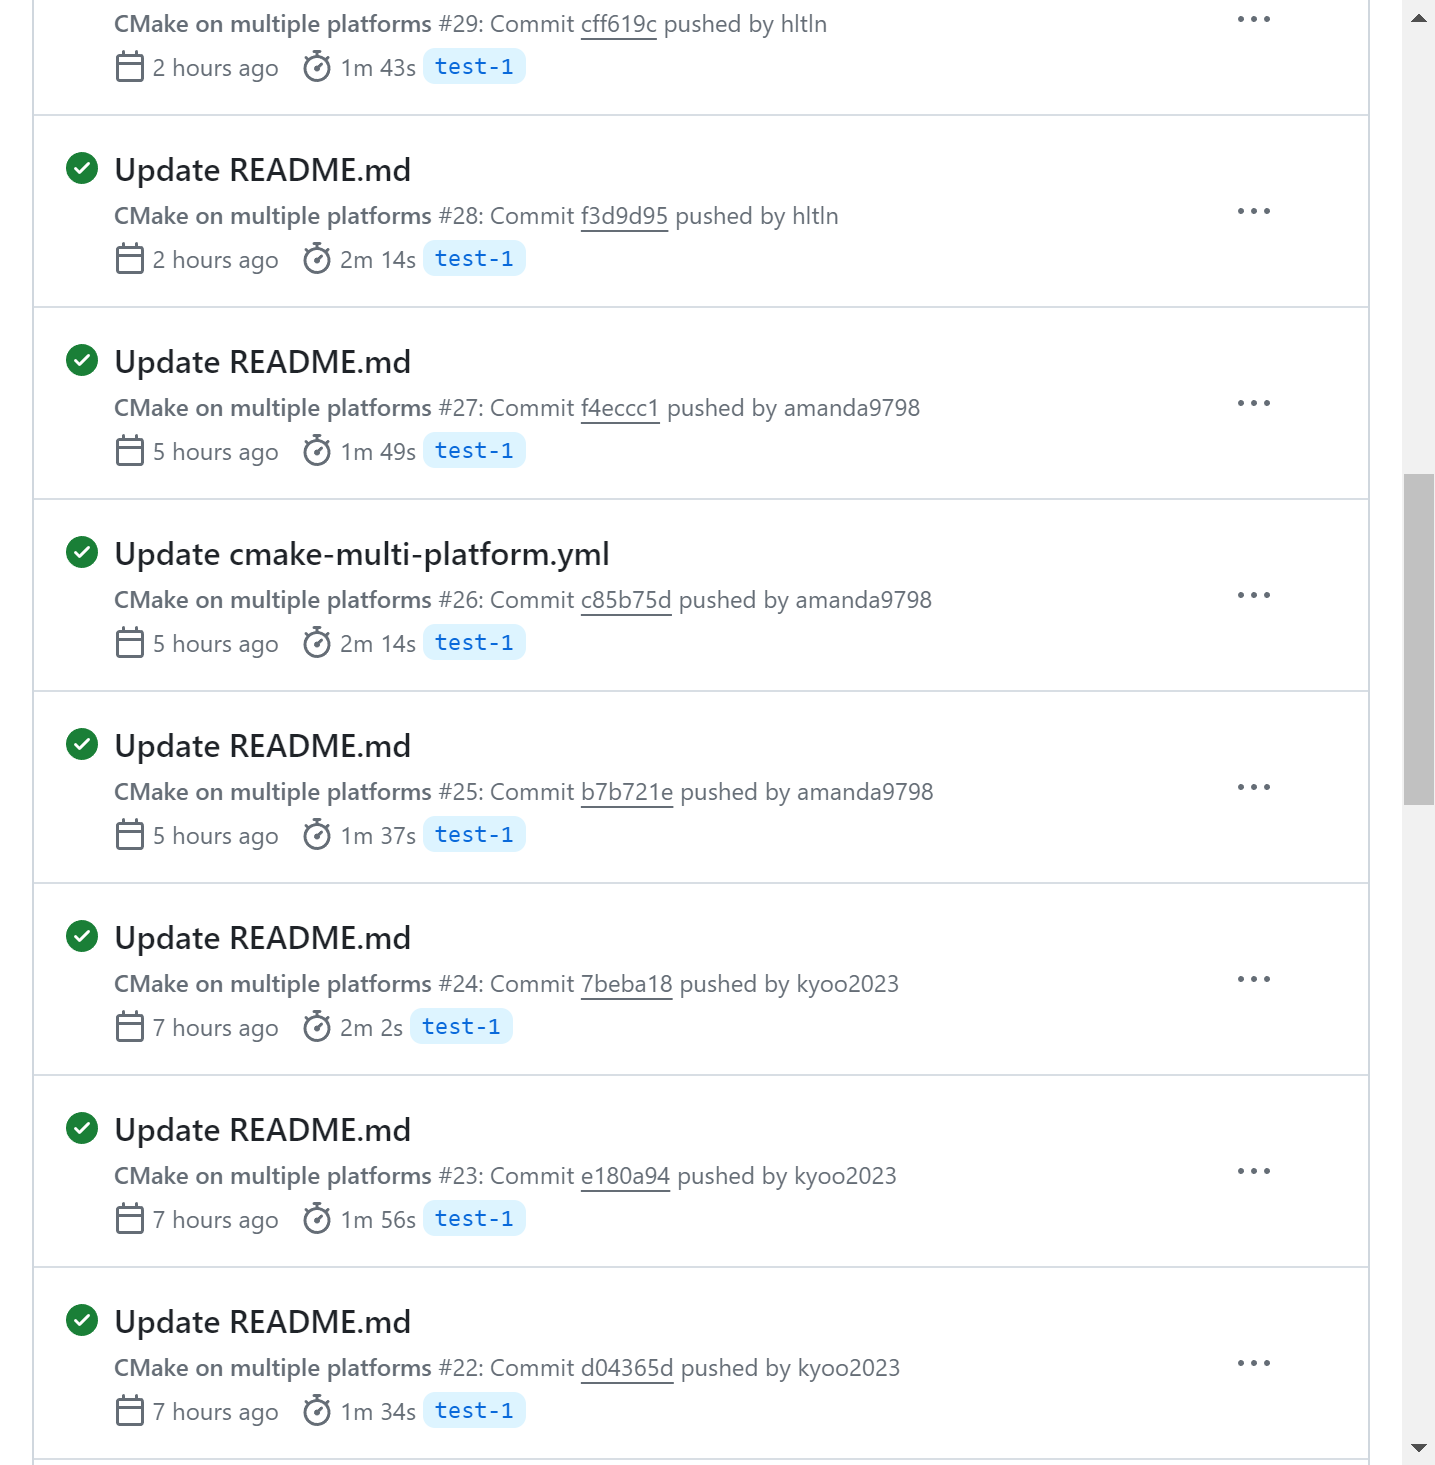 CMake on multiple platforms #29: Commit cff619c pushed by hltln
2 hours ago 1m 43s test-1
Update README.md
CMake on multiple platforms #28: Commit f3d9d95 pushed by hltln
2 hours ago 2m 14s test-1
Update README.md
CMake on multiple platforms #27: Commit f4eccc1 pushed by amanda9798
5 hours ago 1m 49s test-1
Update cmake-multi-platform.yml
CMake on multiple platforms #26: Commit c85b75d pushed by amanda9798
5 hours ago 2m 14s test-1
Update README.md
CMake on multiple platforms #25: Commit b7b721e pushed by amanda9798
5 hours ago 1m 37s test-1
Update README.md
CMake on multiple platforms #24: Commit 7beba18 pushed by kyoo2023
7 hours ago 2m 2s test-1
Update README.md
CMake on multiple platforms #23: Commit e180a94 pushed by kyoo2023
7 hours ago 1m 56s test-1
Update README.md
CMake on multiple platforms #22: Commit d04365d pushed by kyoo2023
7 hours ago 1m 34s test-1